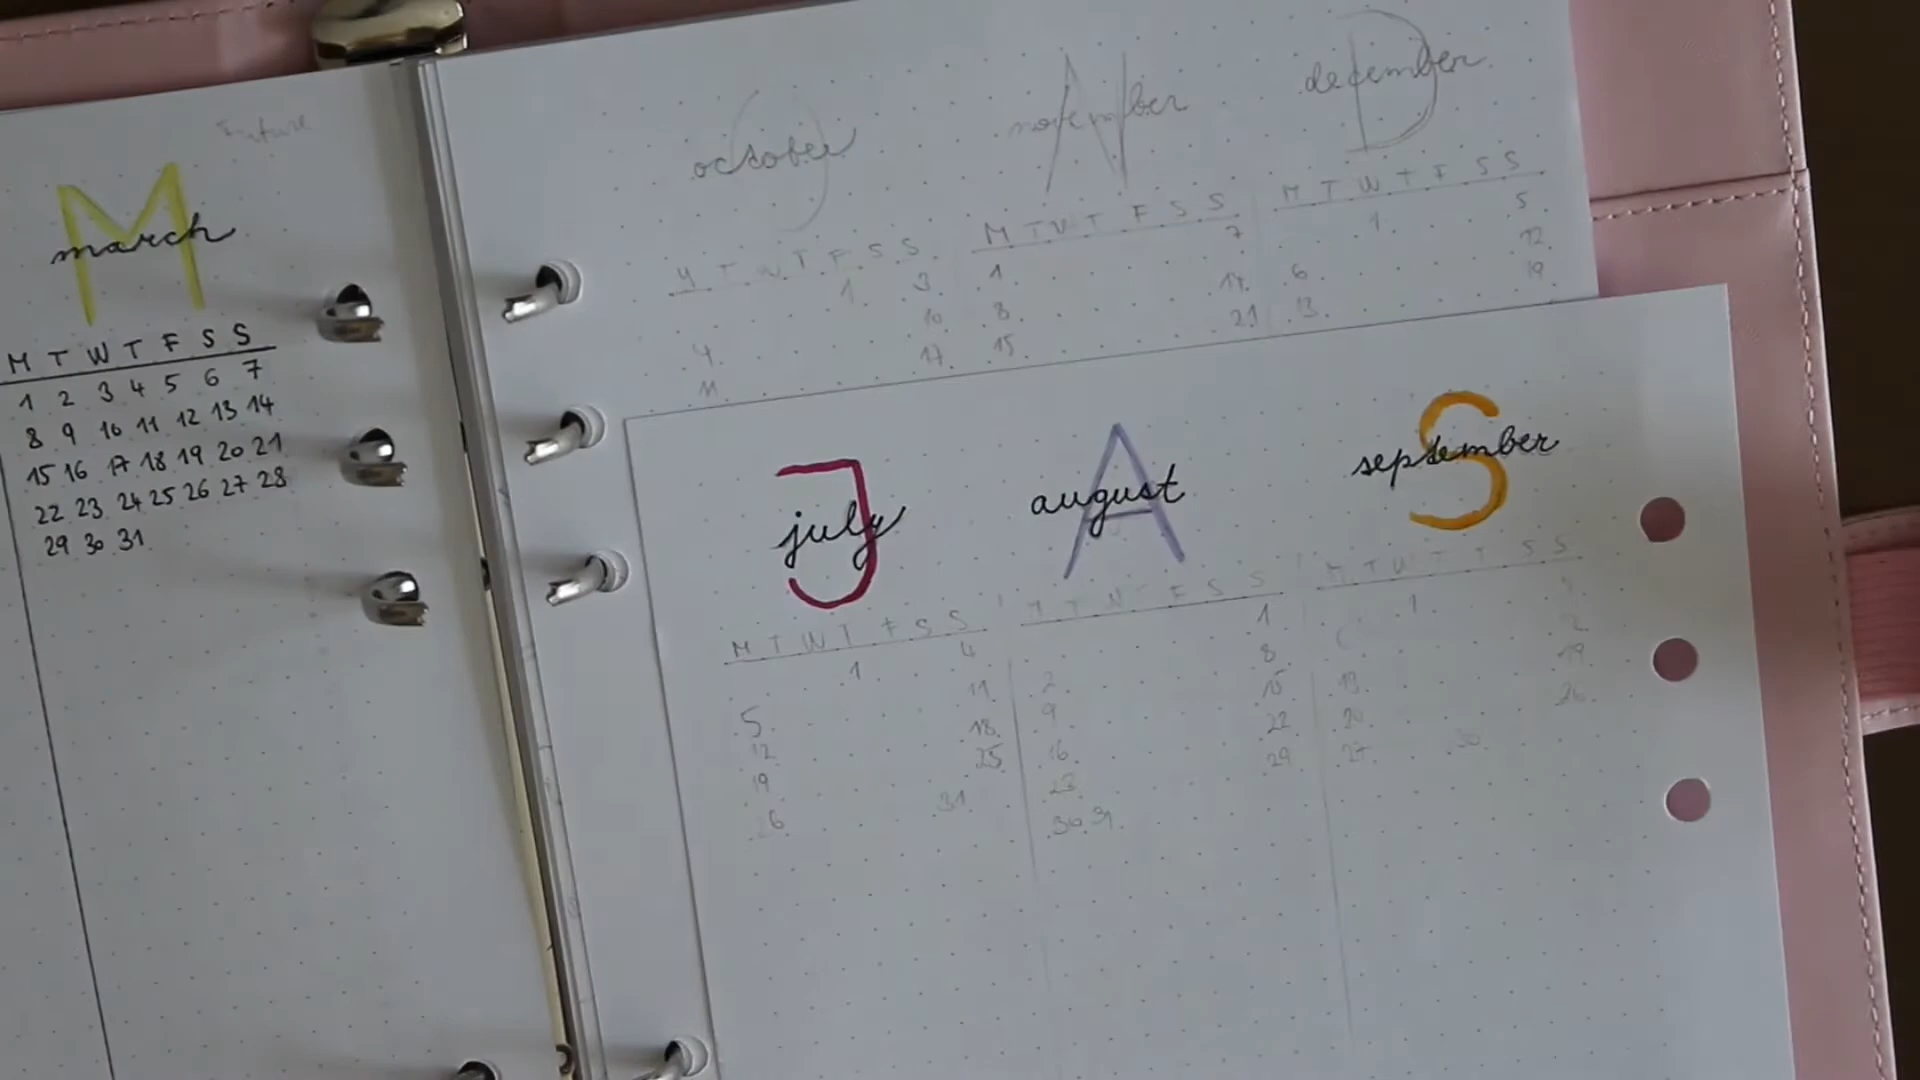 Future
M
march
M T W T F S S
1 2 3 4 5 6 7
8 9 10 11 12 13 14
15 16 17 18 19 20 21
22 23 24 25 26 27 28
29 30 31
O
october
T W T F S S
1 3
4 10
11 17
N
november
M T W T F S S
1 7
8 14
15 21
D
december
M T W T F S S
1 5
6 12
13 19
J
july
M T W T F S S
1 4
5 11
12 18
19 25
26 31
A
august
M T W T F S S
1
2 8
9 15
16 22
23 29
30 31
S
september
M T W T S S
1
13 19
20 26
27 30